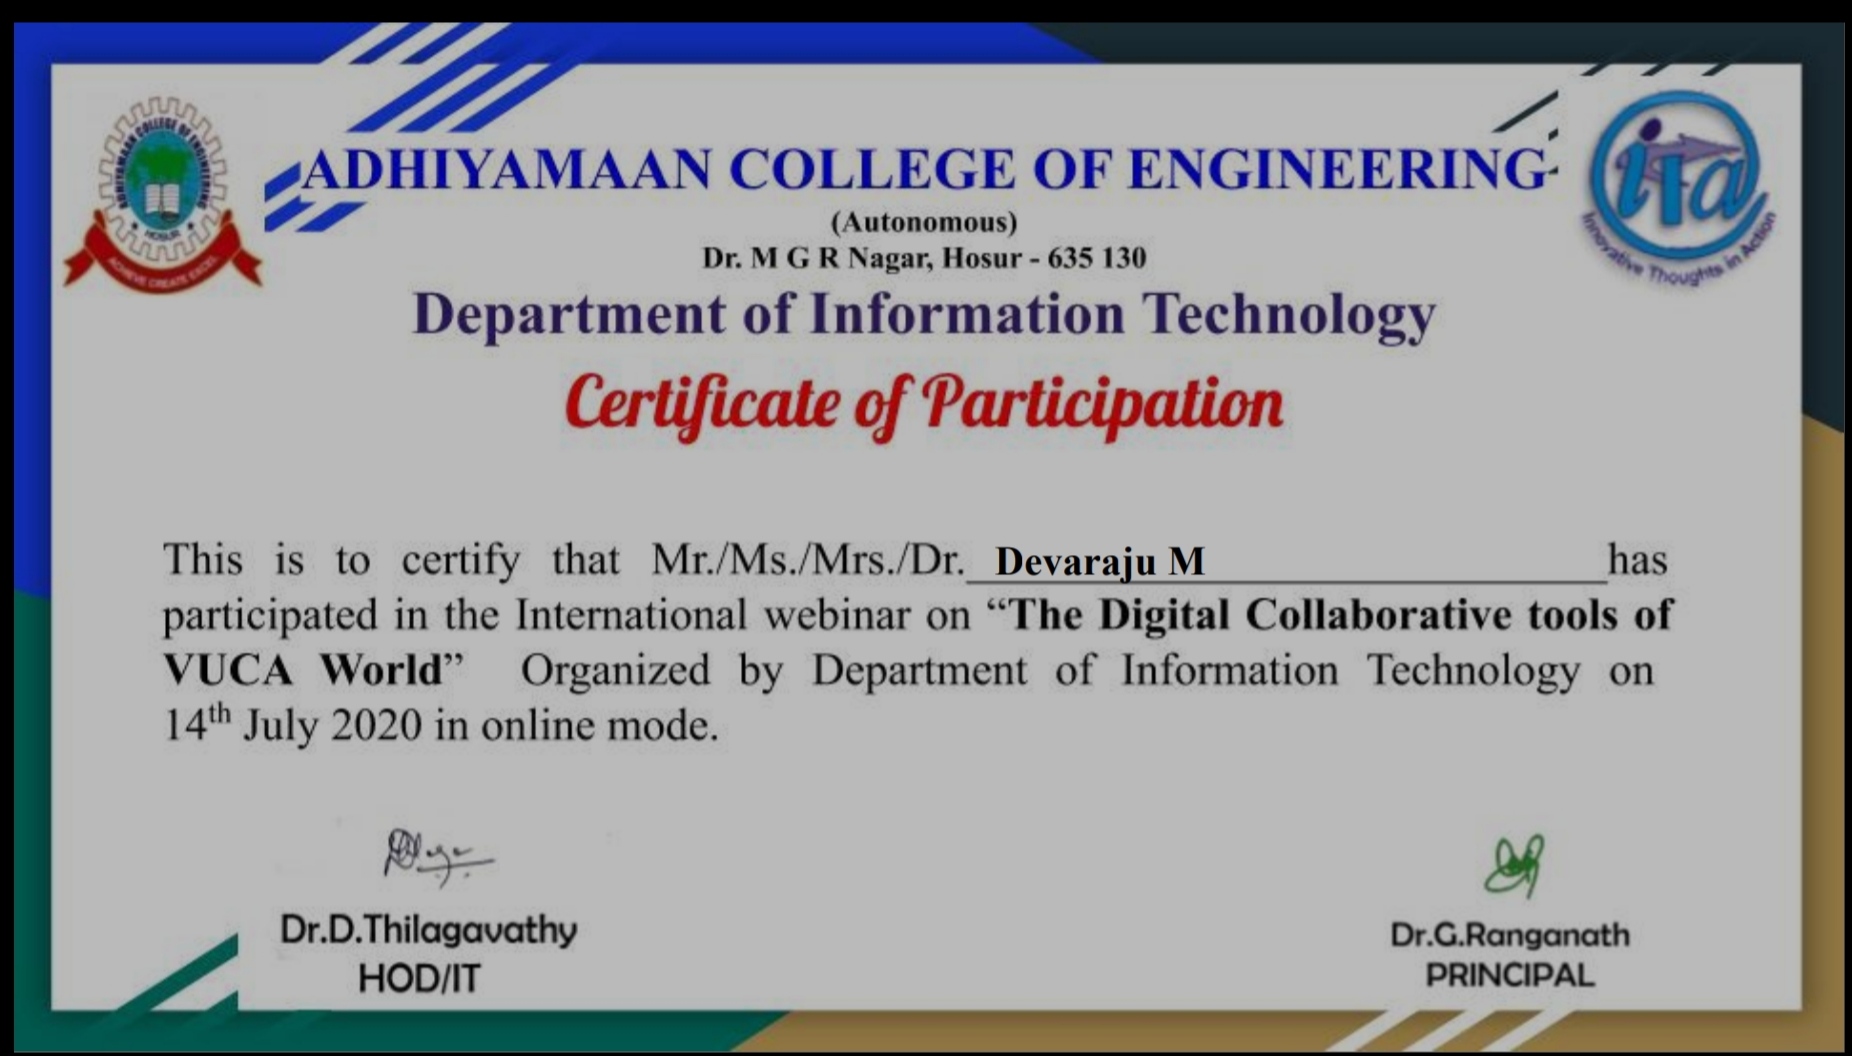 ADHIYAMAAN COLLEGE OF ENGINEERING
HOSUR
ACHIEVE CREATE EXCEL
ADHIYAMAAN COLLEGE OF ENGINEERING
(Autonomous)
Dr. M G R Nagar, Hosur - 635 130
ita
Innovative Thoughts in Action
Department of Information Technology
Certificate of Participation
This is to certify that Mr./Ms./Mrs./Dr. Devaraju M has
participated in the International webinar on “The Digital Collaborative tools of
VUCA World” Organized by Department of Information Technology on
14th July 2020 in online mode.
Dr.D.Thilagavathy
HOD/IT
Dr.G.Ranganath
PRINCIPAL